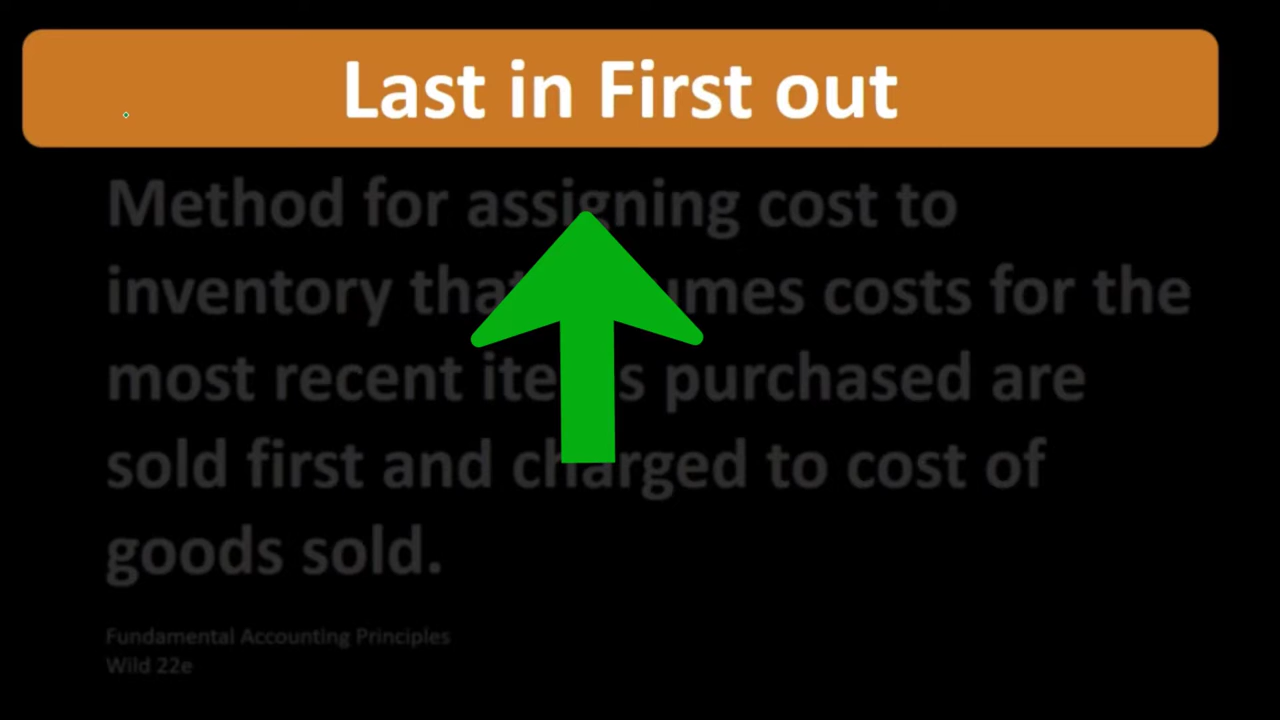 Last in First out
Method for assigning cost to
inventory that costs for the
most recent items purchased are
sold first and charged to cost of
goods sold.
Fundamental Accounting Principles
Wild 22e